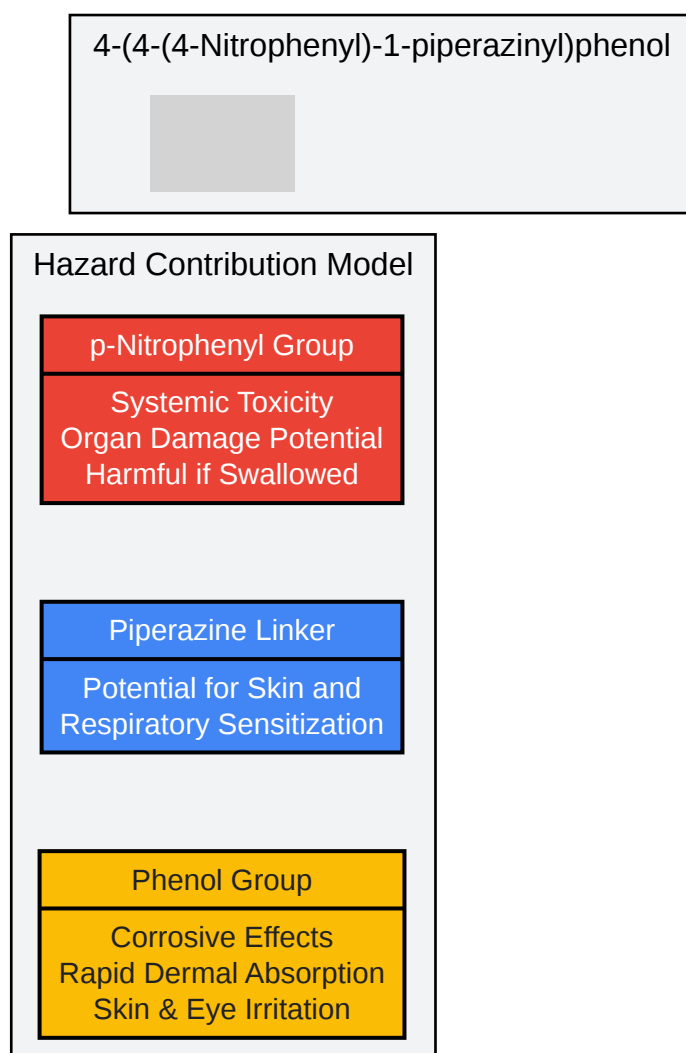 4-(4-(4-Nitrophenyl)-1-piperazinyl)phenol
Hazard Contribution Model
p-Nitrophenyl Group
Systemic Toxicity
Organ Damage Potential
Harmful if Swallowed
Piperazine Linker
Potential for Skin and
Respiratory Sensitization
Phenol Group
Corrosive Effects
Rapid Dermal Absorption
Skin & Eye Irritation